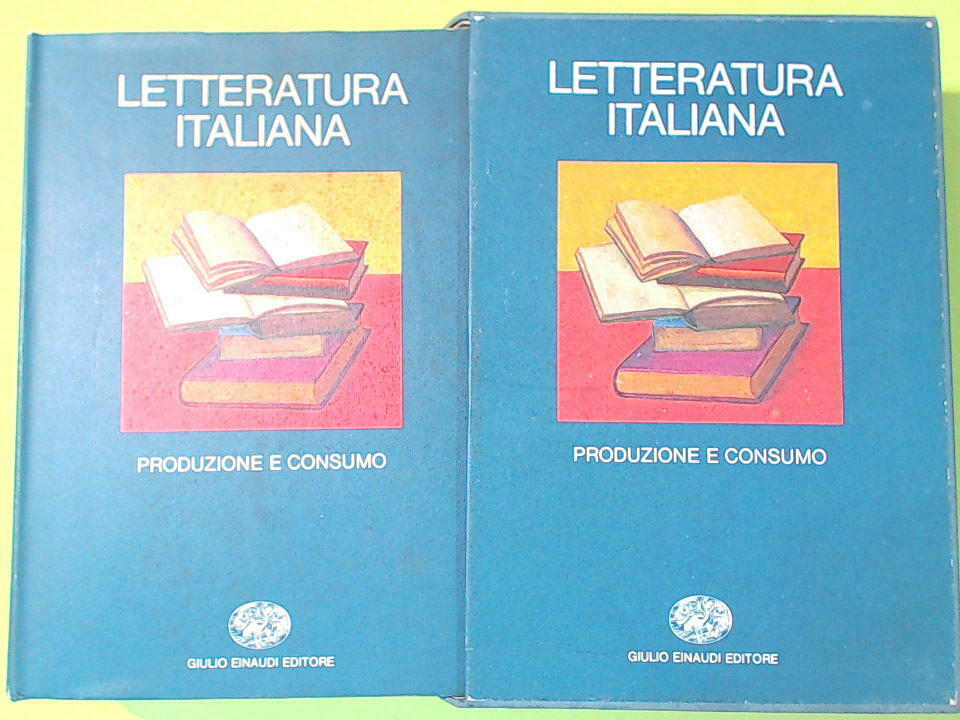 LETTERATURA
ITALIANA
PRODUZIONE E CONSUMO
GIULIO EINAUDI EDITORE
LETTERATURA
ITALIANA
PRODUZIONE E CONSUMO
GIULIO EINAUDI EDITORE